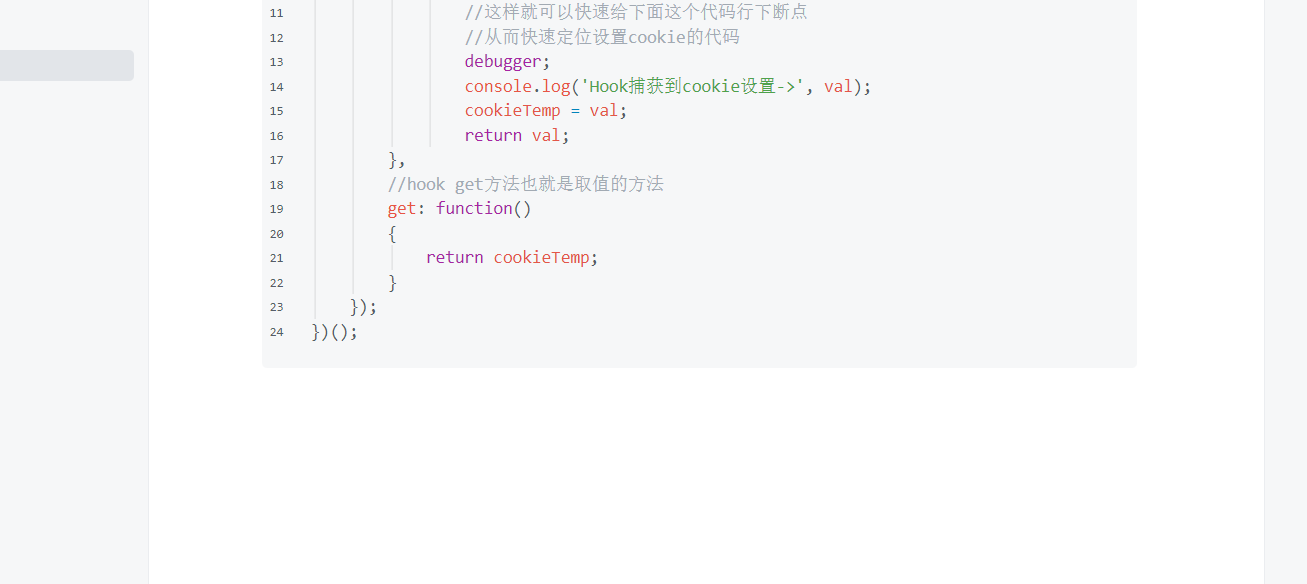 11 //这样就可以快速给下面这个代码行下断点
12 //从而快速定位设置cookie的代码
13 debugger;
14 console.log('Hook捕获到cookie设置->', val);
15 cookieTemp = val;
16 return val;
17 },
18 //hook get方法也就是取值的方法
19 get: function()
20 {
21 return cookieTemp;
22 }
23 });
24 })();